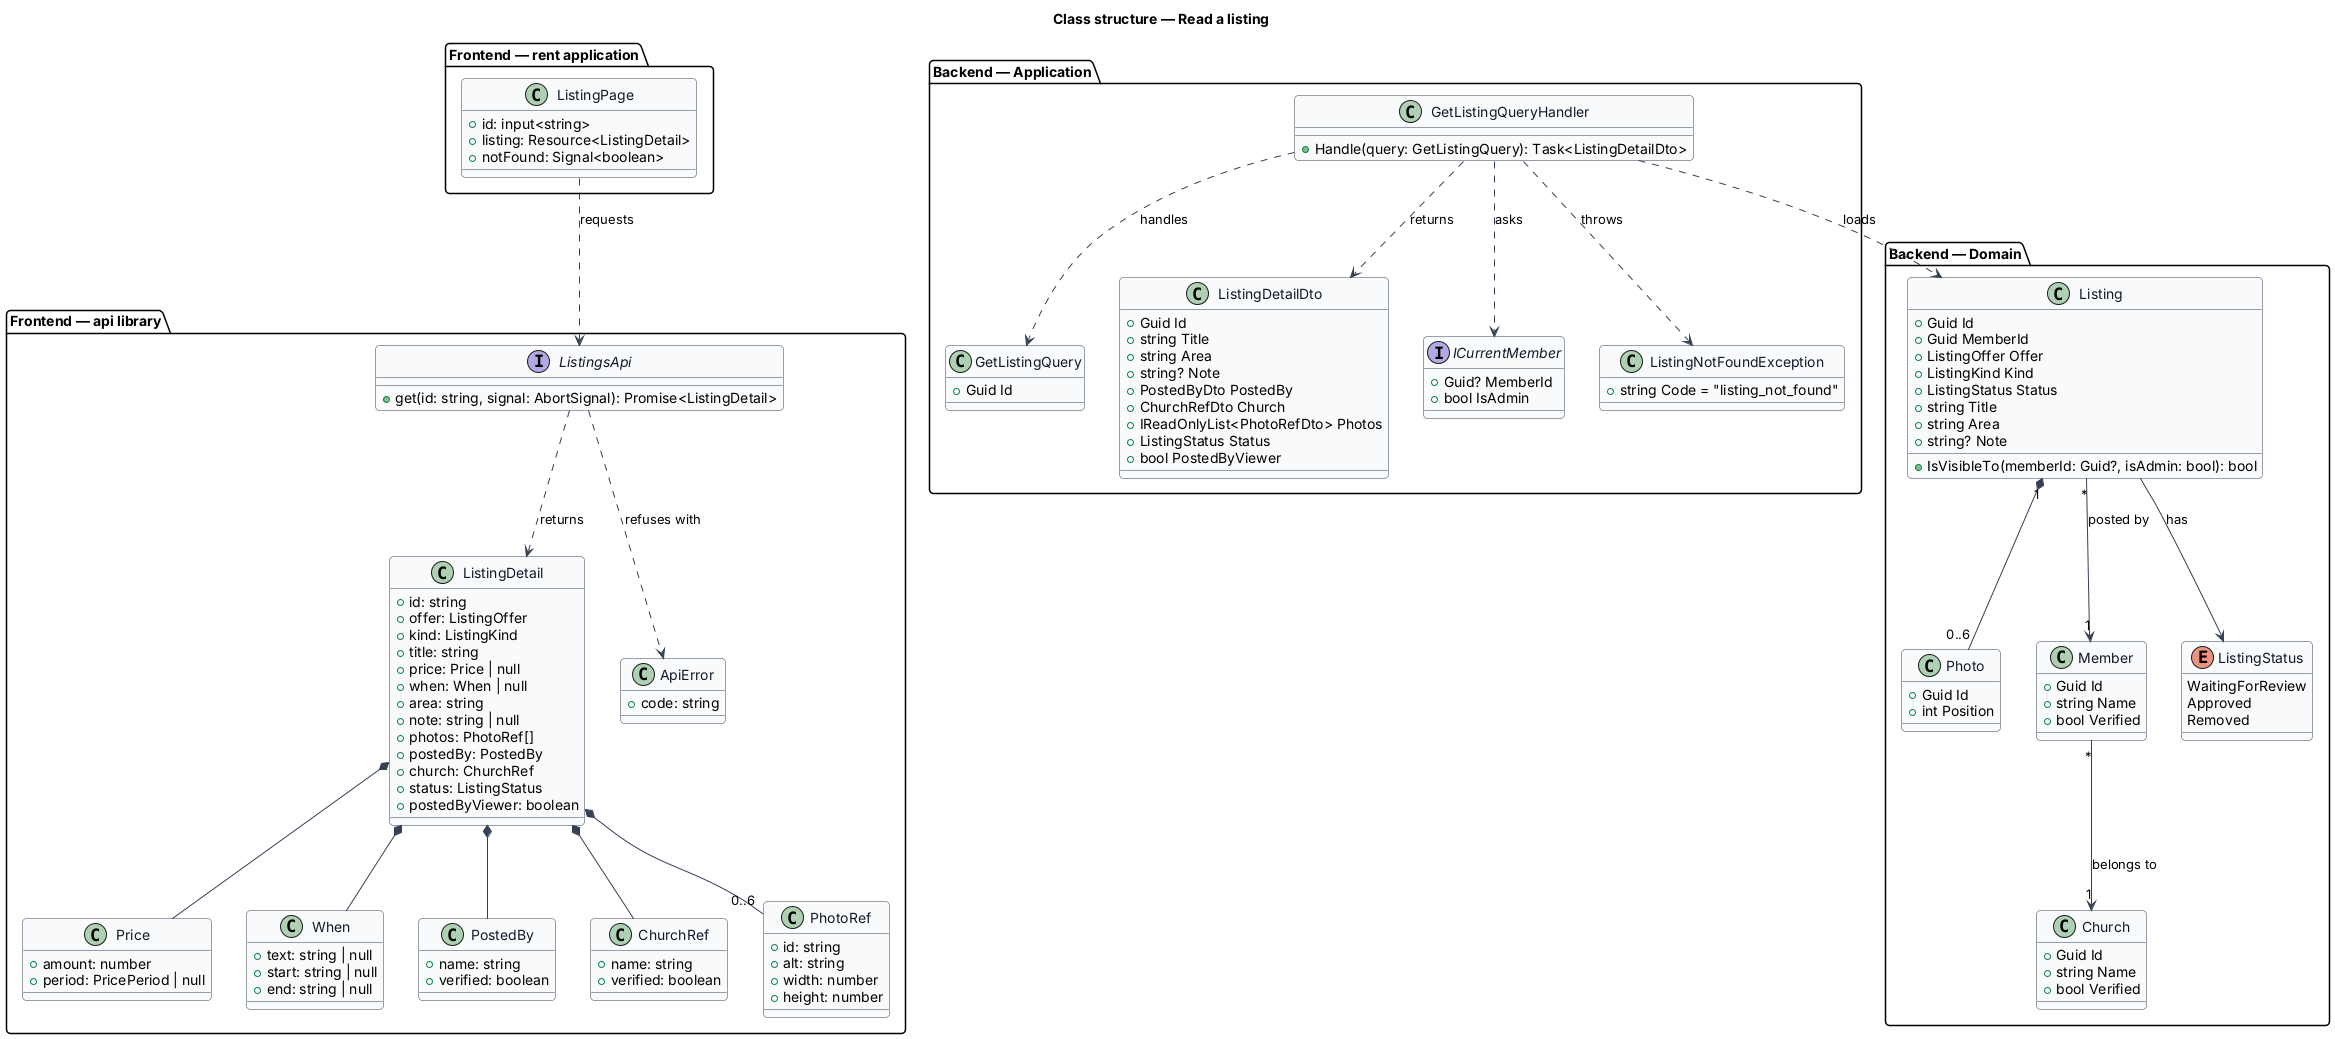 Class structure — Read a listing
Frontend — rent application
C ListingPage
id: input<string>
listing: Resource<ListingDetail>
notFound: Signal<boolean>
requests
Frontend — api library
I ListingsApi
get(id: string, signal: AbortSignal): Promise<ListingDetail>
returns
refuses with
C ListingDetail
id: string
offer: ListingOffer
kind: ListingKind
title: string
price: Price | null
when: When | null
area: string
note: string | null
photos: PhotoRef[]
postedBy: PostedBy
church: ChurchRef
status: ListingStatus
postedByViewer: boolean
C ApiError
code: string
0..6
C Price
amount: number
period: PricePeriod | null
C When
text: string | null
start: string | null
end: string | null
C PostedBy
name: string
verified: boolean
C ChurchRef
name: string
verified: boolean
C PhotoRef
id: string
alt: string
width: number
height: number
Backend — Application
C GetListingQueryHandler
Handle(query: GetListingQuery): Task<ListingDetailDto>
handles
returns
asks
throws
loads
C GetListingQuery
Guid Id
C ListingDetailDto
Guid Id
string Title
string Area
string? Note
PostedByDto PostedBy
ChurchRefDto Church
IReadOnlyList<PhotoRefDto> Photos
ListingStatus Status
bool PostedByViewer
I ICurrentMember
Guid? MemberId
bool IsAdmin
C ListingNotFoundException
string Code = "listing_not_found"
Backend — Domain
C Listing
Guid Id
Guid MemberId
ListingOffer Offer
ListingKind Kind
ListingStatus Status
string Title
string Area
string? Note
IsVisibleTo(memberId: Guid?, isAdmin: bool): bool
1
*
posted by
has
0..6
1
C Photo
Guid Id
int Position
C Member
Guid Id
string Name
bool Verified
E ListingStatus
WaitingForReview
Approved
Removed
*
belongs to
1
C Church
Guid Id
string Name
bool Verified